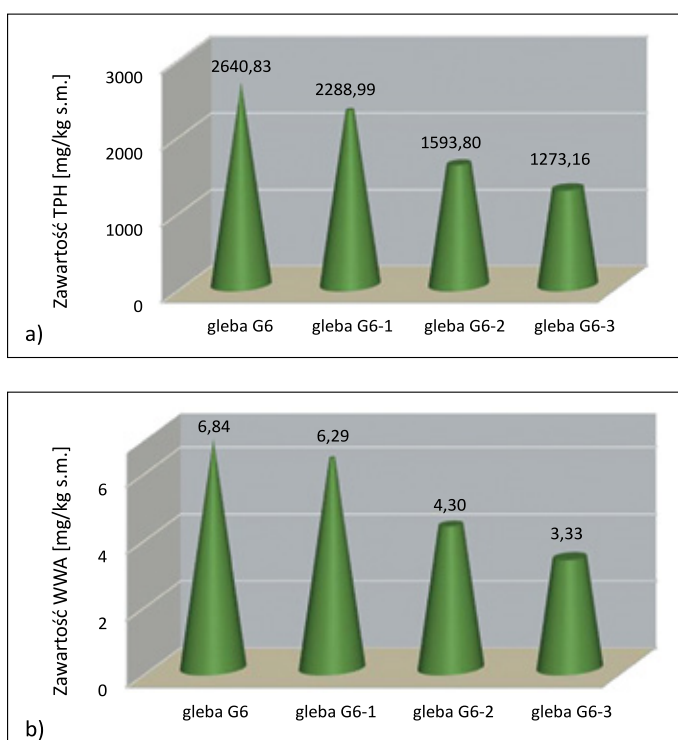 Zawartość TPH [mg/kg s.m.]
3000
2000
1000
0
2640,83
2288,99
1593,80
1273,16
gleba G6
gleba G6-1
gleba G6-2
gleba G6-3
a)
Zawartość WWA [mg/kg s.m.]
6
4
2
0
6,84
6,29
4,30
3,33
gleba G6
gleba G6-1
gleba G6-2
gleba G6-3
b)